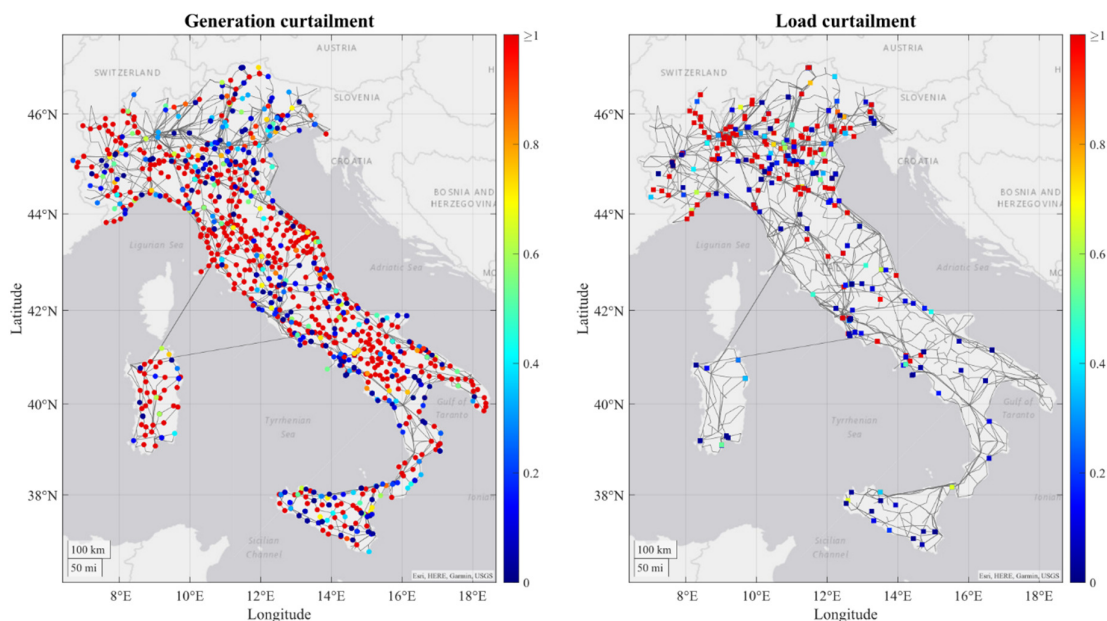 Generation curtailment
AUSTRIA
SWITZERLAND
SLOVENIA
CROATIA
BOSNIA AND
HERZEGOVINA
Ligurian Sea
Adriatic Sea
MO
Gulf of
Taranto
Tyrrhenian
Sea
Ionian
Sicilian
Channel
46°N
44°N
42°N
40°N
38°N
Latitude
100 km
50 mi
Esri, HERE, Garmin, USGS
8°E 10°E 12°E 14°E 16°E 18°E
Longitude
≥1
0.8
0.6
0.4
0.2
0
Load curtailment
AUSTRIA
H
SWITZERLAND
SLOVENIA
CROATIA
BOSNIA AND
HERZEGOVINA
Ligurian Sea
Adriatic Sea
MO
Gulf of
Taranto
Tyrrhenian
Sea
Ionian
Sicilian
Channel
46°N
44°N
42°N
40°N
38°N
Latitude
100 km
50 mi
Esri, HERE, Garmin, USGS
8°E 10°E 12°E 14°E 16°E 18°E
Longitude
≥1
0.8
0.6
0.4
0.2
0